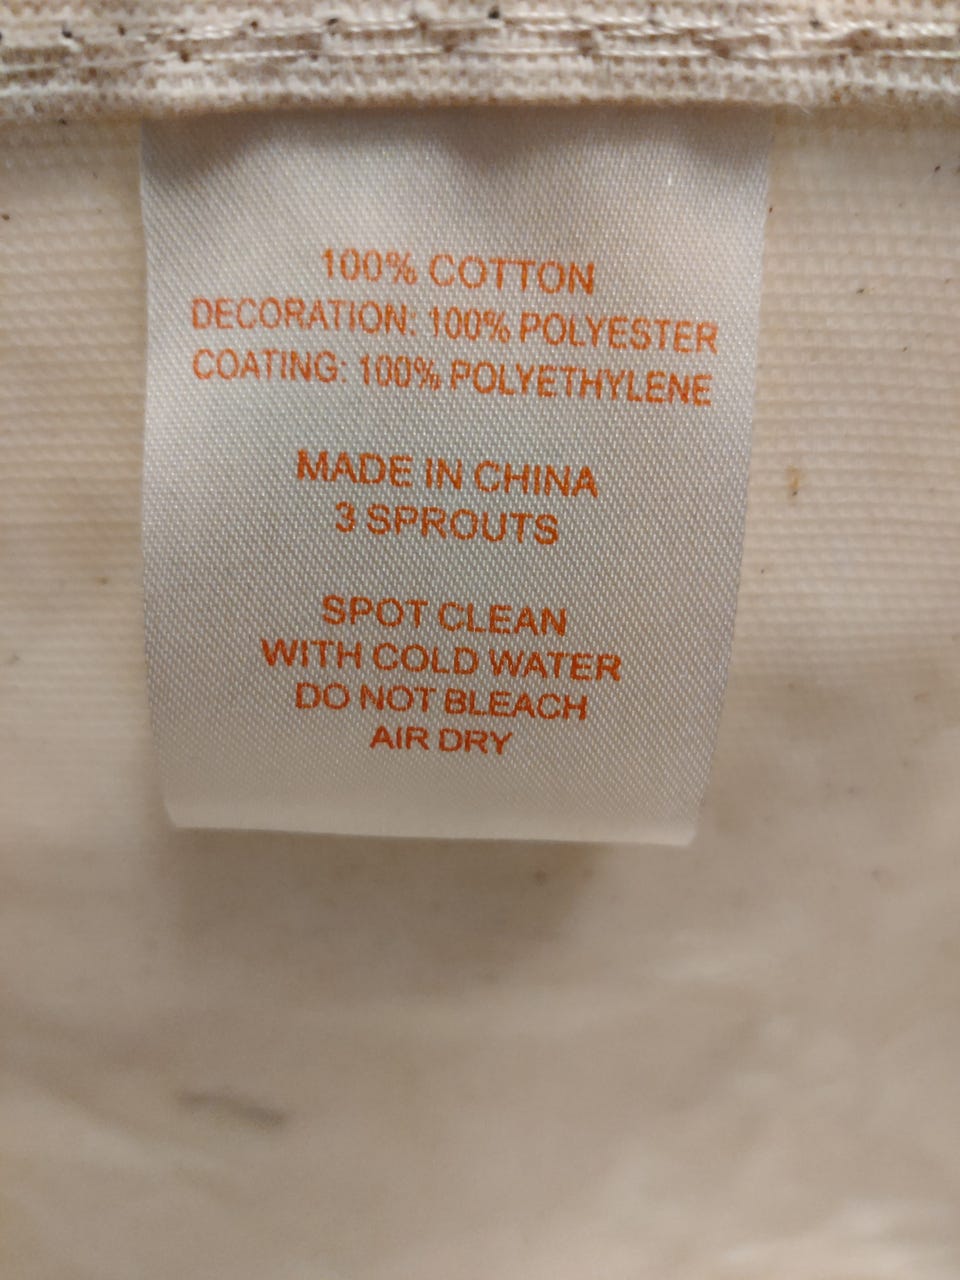 100% COTTON
DECORATION: 100% POLYESTER
COATING: 100% POLYETHYLENE
MADE IN CHINA
3 SPROUTS
SPOT CLEAN
WITH COLD WATER
DO NOT BLEACH
AIR DRY